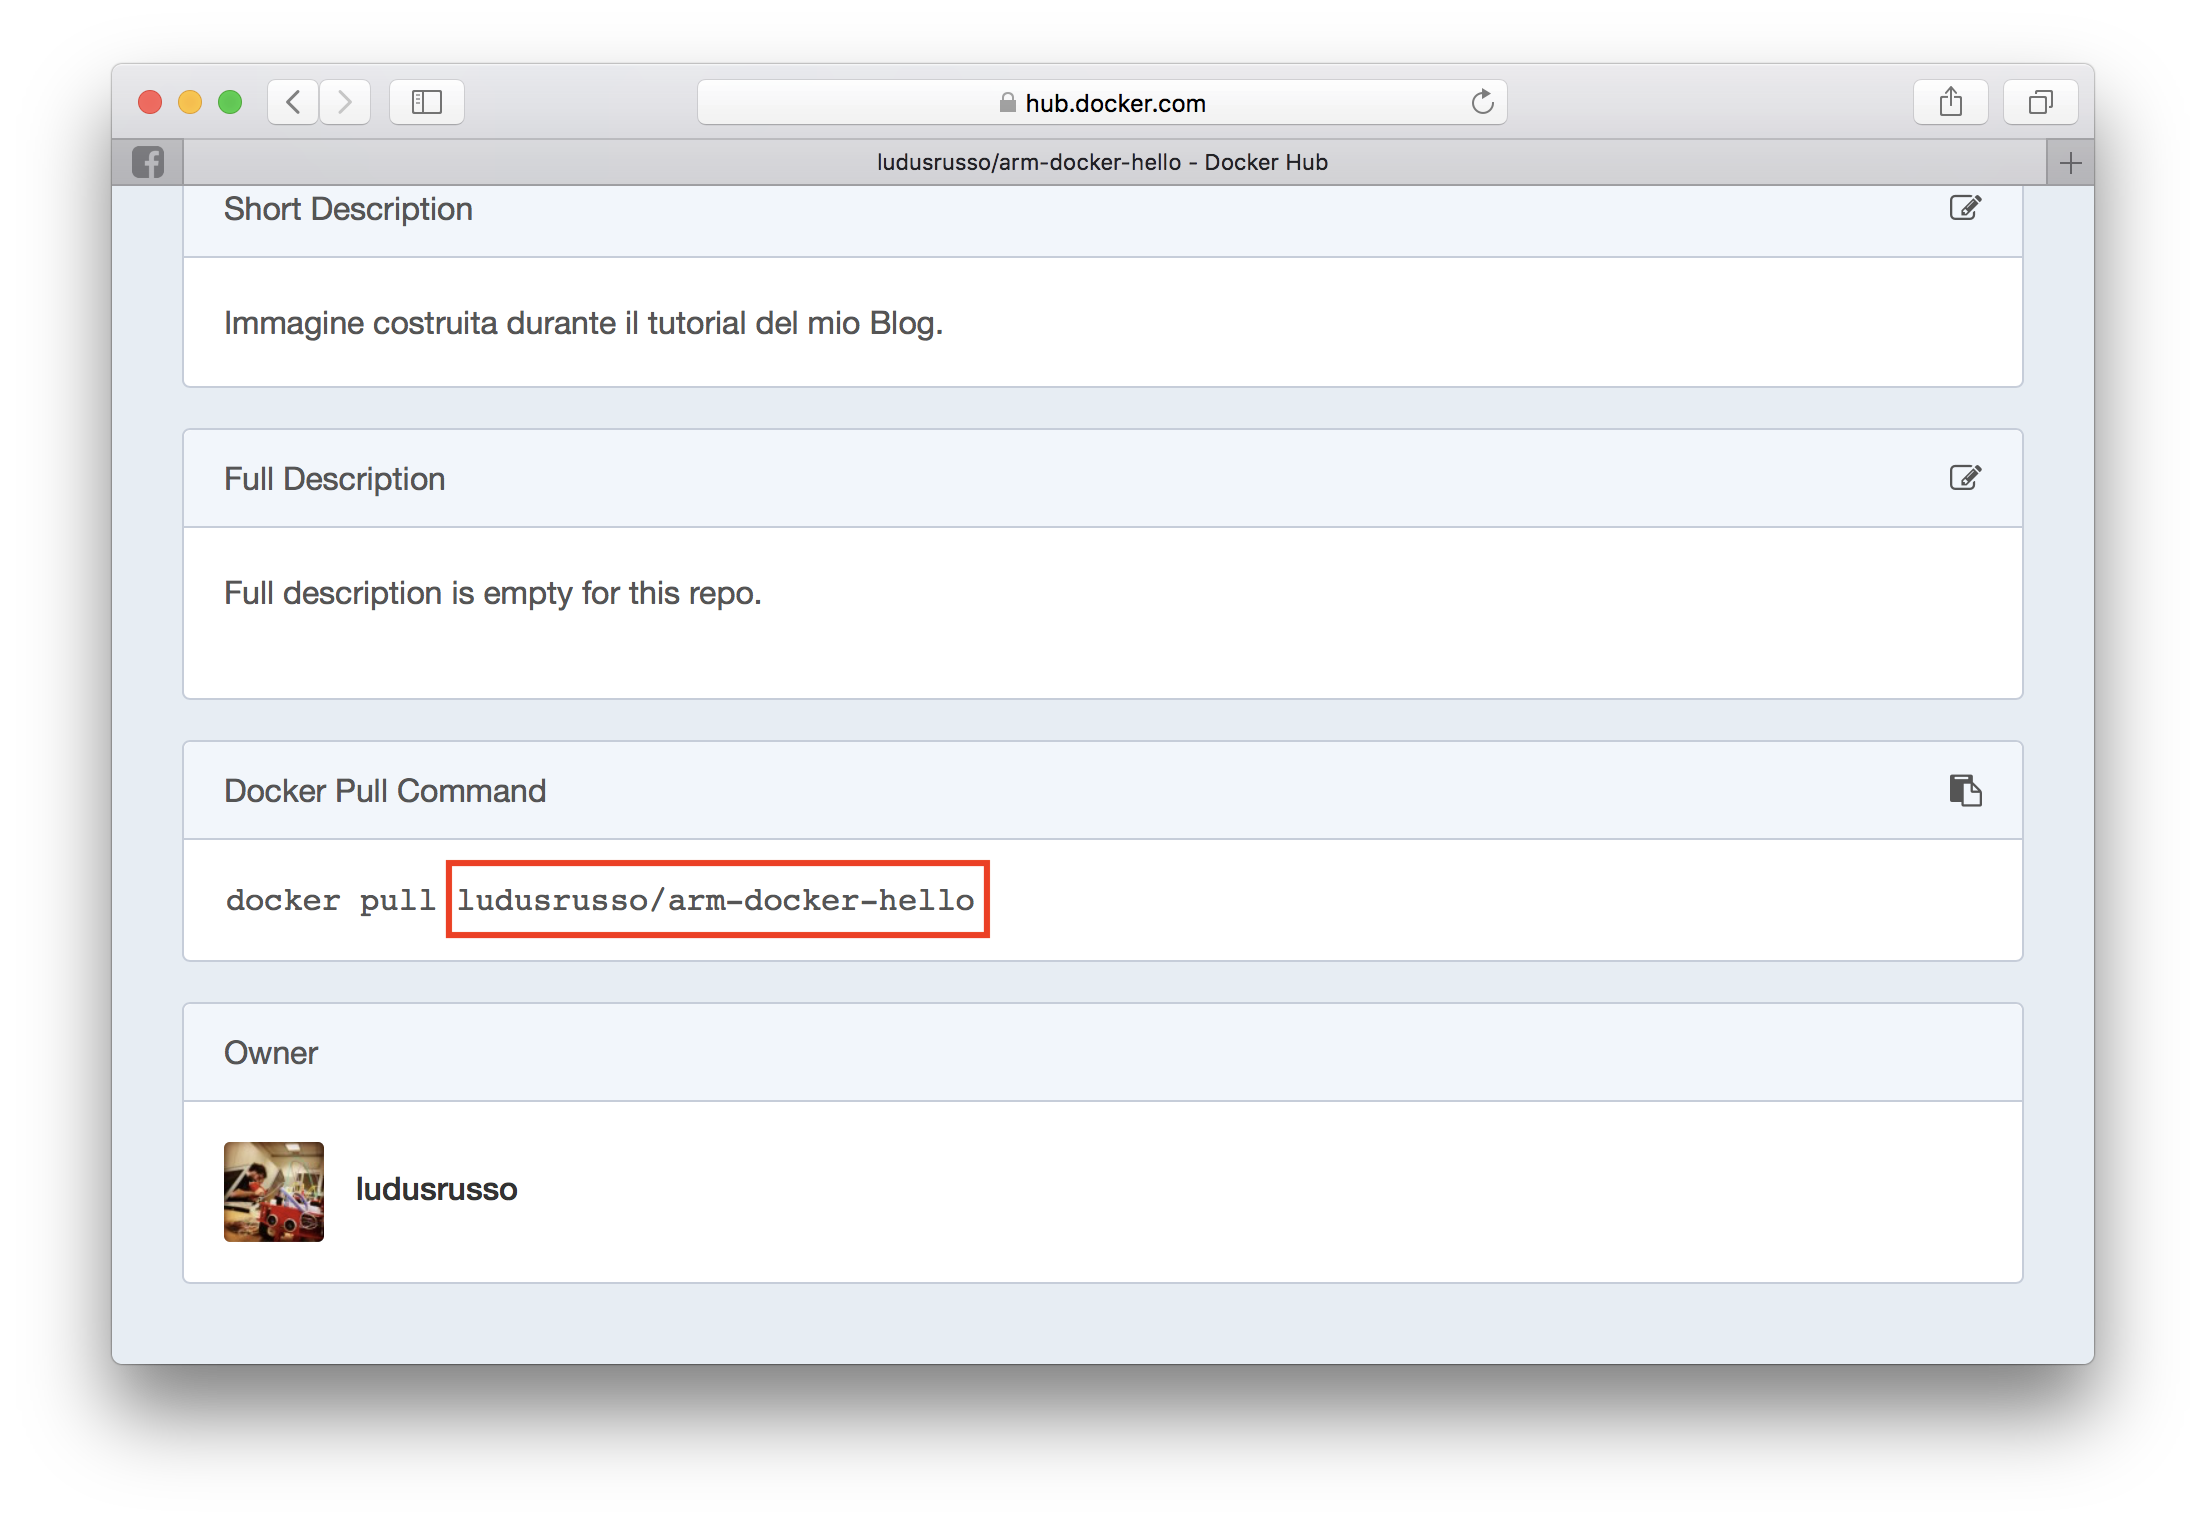 hub.docker.com
ludusrusso/arm-docker-hello - Docker Hub
Short Description
Immagine costruita durante il tutorial del mio Blog.
Full Description
Full description is empty for this repo.
Docker Pull Command
docker pull ludusrusso/arm-docker-hello
Owner
ludusrusso